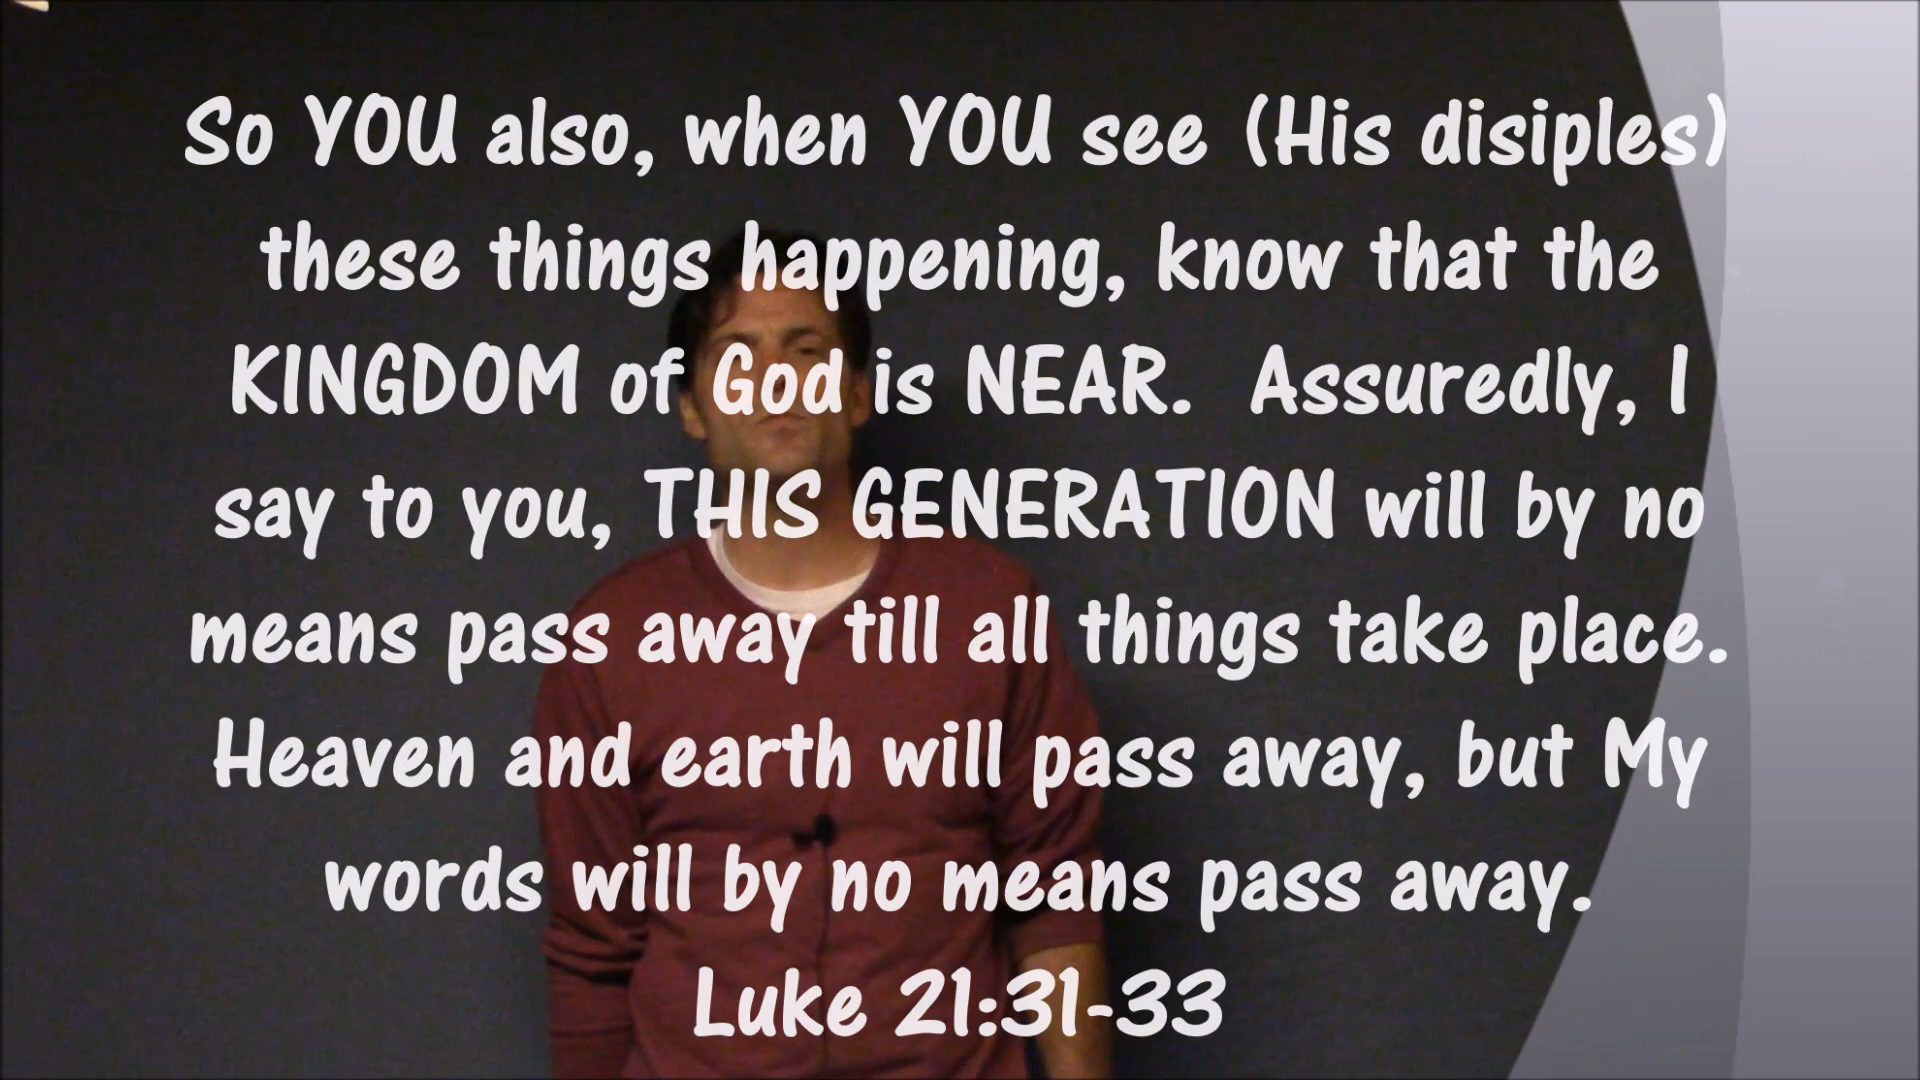 So YOU also, when YOU see (His disiples)
these things happening, know that the
KINGDOM of God is NEAR. Assuredly, I
say to you, THIS GENERATION will by no
means pass away till all things take place.
Heaven and earth will pass away, but My
words will by no means pass away.
Luke 21:31-33